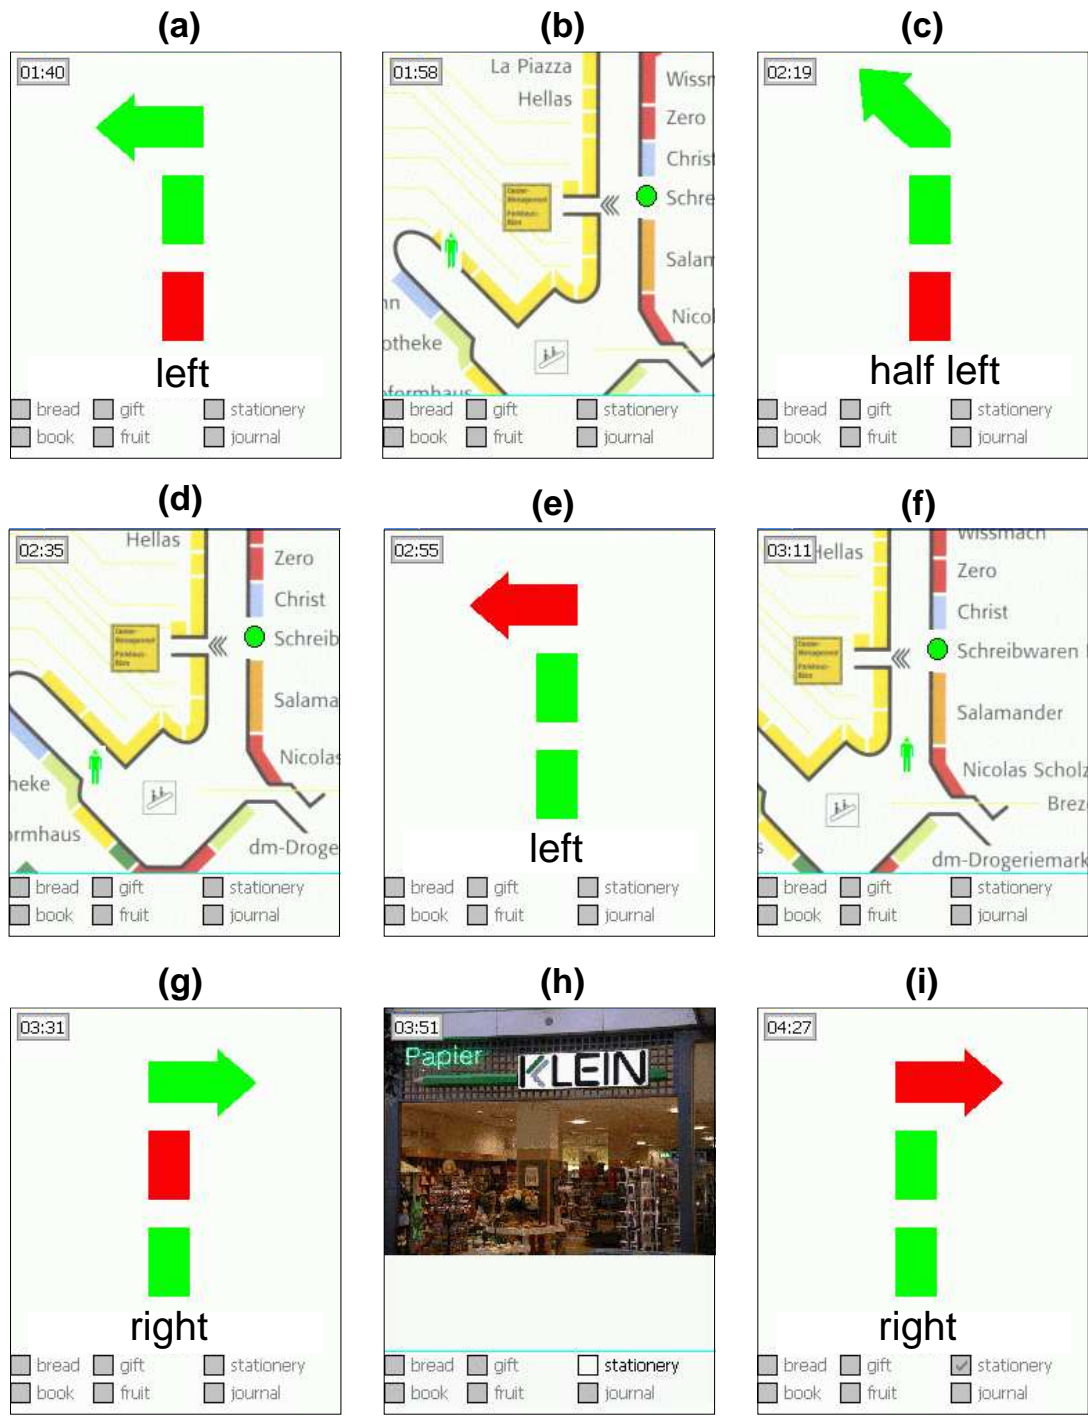 (a)
01:40
left
bread gift stationery
book fruit journal
(b)
01:58
La Piazza
Hellas
Wissm
Zero
Christ
Schre
Salam
Nicol
nn
otheke
oformhaus
bread gift stationery
book fruit journal
(c)
02:19
half left
bread gift stationery
book fruit journal
(d)
02:35
Hellas
Zero
Christ
Schreib
Salama
Nicolas
heke
ormhaus
dm-Droge
bread gift stationery
book fruit journal
(e)
02:55
left
bread gift stationery
book fruit journal
(f)
03:11
Hellas
Wissmach
Zero
Christ
Schreibwaren
Salamander
Nicolas Scholz
Breze
s
dm-Drogeriemark
bread gift stationery
book fruit journal
(g)
03:31
right
bread gift stationery
book fruit journal
(h)
03:51
Papier
KLEIN
bread gift stationery
book fruit journal
(i)
04:27
right
bread gift stationery
book fruit journal